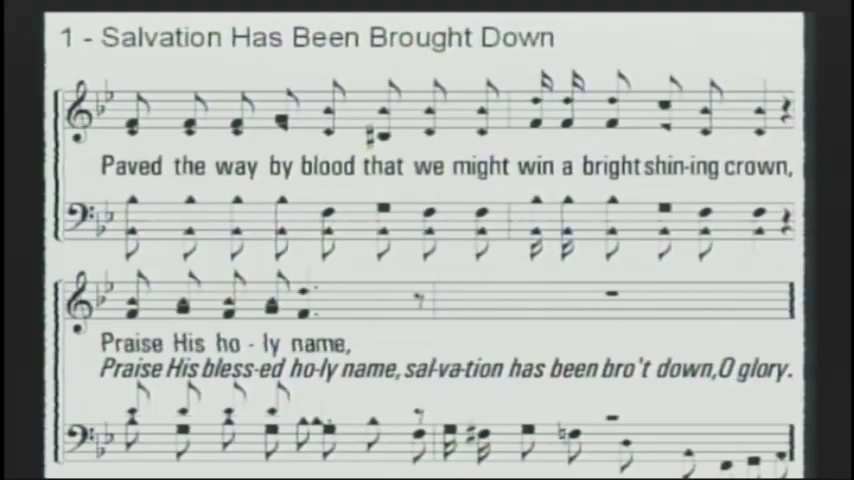 1 - Salvation Has Been Brought Down
Paved the way by blood that we might win a bright shin-ing crown,
Praise His ho - ly name,
Praise His bless-ed ho-ly name, sal-va-tion has been bro't down, O glory.